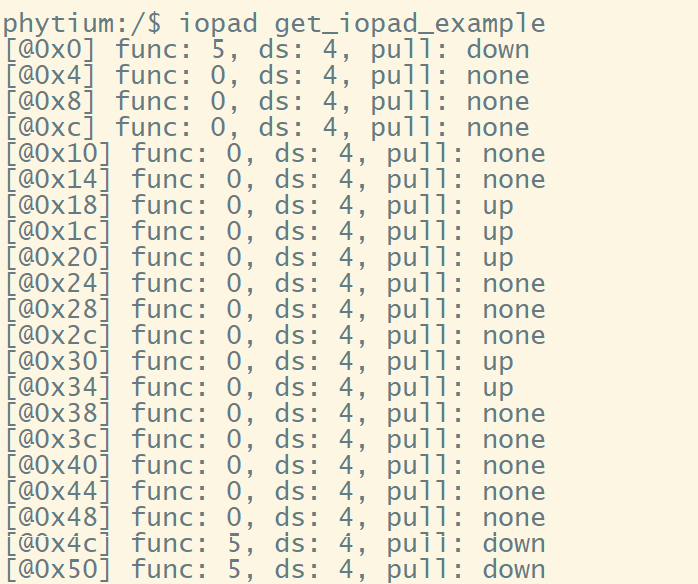 phytium:/$ iopad get_iopad_example
[@0x0] func: 5, ds: 4, pull: down
[@0x4] func: 0, ds: 4, pull: none
[@0x8] func: 0, ds: 4, pull: none
[@0xc] func: 0, ds: 4, pull: none
[@0x10] func: 0, ds: 4, pull: none
[@0x14] func: 0, ds: 4, pull: none
[@0x18] func: 0, ds: 4, pull: up
[@0x1c] func: 0, ds: 4, pull: up
[@0x20] func: 0, ds: 4, pull: up
[@0x24] func: 0, ds: 4, pull: none
[@0x28] func: 0, ds: 4, pull: none
[@0x2c] func: 0, ds: 4, pull: none
[@0x30] func: 0, ds: 4, pull: up
[@0x34] func: 0, ds: 4, pull: up
[@0x38] func: 0, ds: 4, pull: none
[@0x3c] func: 0, ds: 4, pull: none
[@0x40] func: 0, ds: 4, pull: none
[@0x44] func: 0, ds: 4, pull: none
[@0x48] func: 0, ds: 4, pull: none
[@0x4c] func: 5, ds: 4, pull: down
[@0x50] func: 5, ds: 4, pull: down